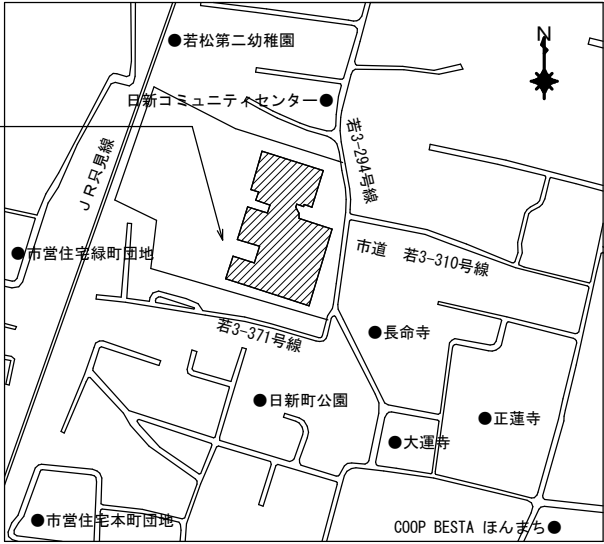 ●若松第二幼稚園
N
日新コミュニティセンター●
若3-294号線
JR只見線
市道 若3-310号線
●市営住宅緑町団地
若3-371号線
●長命寺
●日新町公園
●正蓮寺
●大運寺
●市営住宅本町団地
COOP BESTA ほんまち●